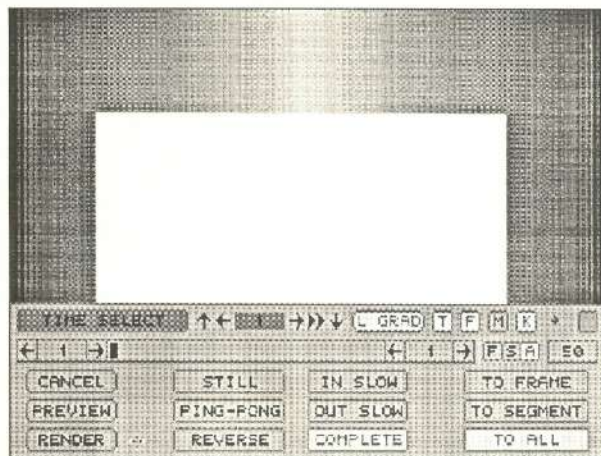 TIME SELECT ↑ ← 1 → >> ↓ L GRAD T F M K
← 1 → ← 1 → F S A 50
CANCEL STILL IN SLOW TO FRAME
PREVIEW PING-PONG OUT SLOW TO SEGMENT
RENDER REVERSE COMPLETE TO ALL